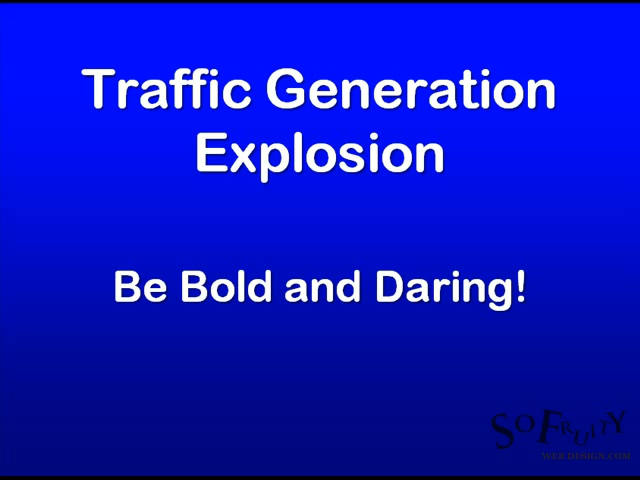 Traffic Generation
Explosion
Be Bold and Daring!
SoFruity
WEB DESIGN.COM